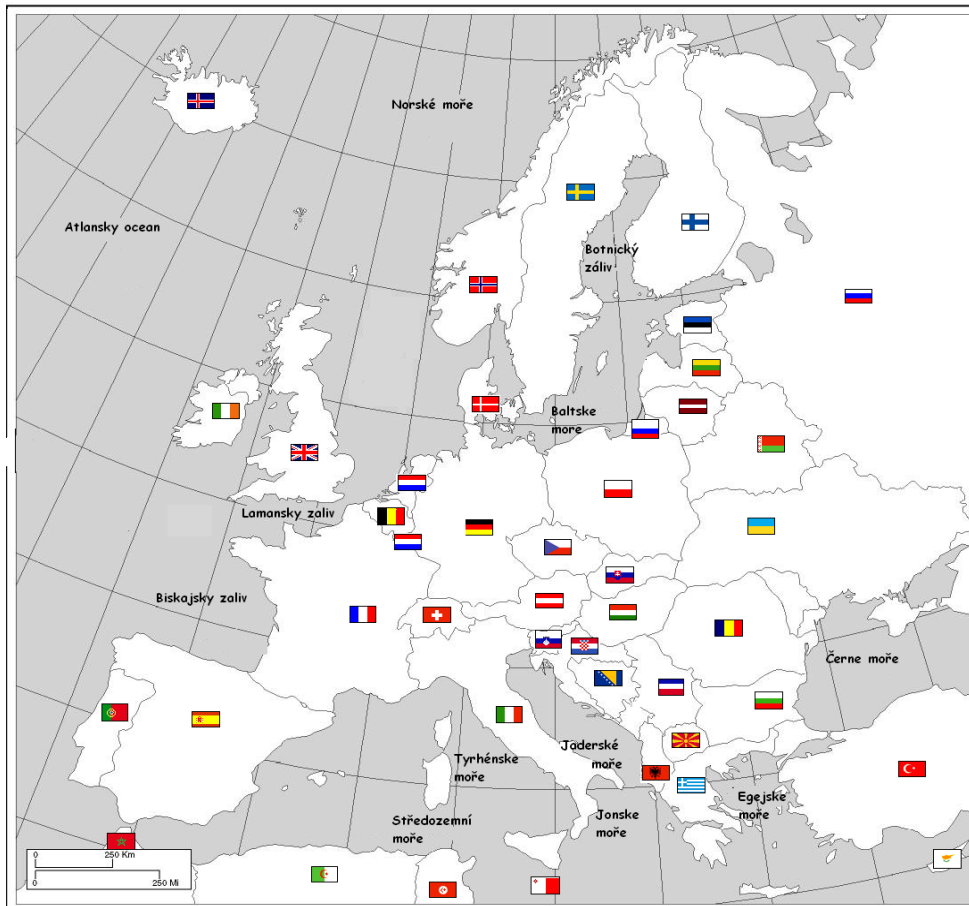 Norské moře
Atlansky ocean
Botnický
záliv
Baltske
more
Lamansky zaliv
Biskajsky zaliv
Černe moře
Jaderské
moře
Tyrhénske
moře
Egejske
moře
Jonske
moře
Středozemní
moře
0 250 Km
0 250 Mi